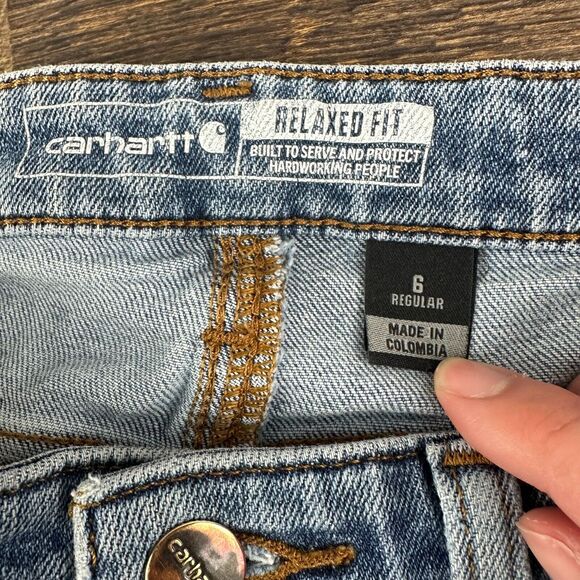 carhartt
RELAXED FIT
BUILT TO SERVE AND PROTECT
HARDWORKING PEOPLE
6
REGULAR
MADE IN
COLOMBIA
carha